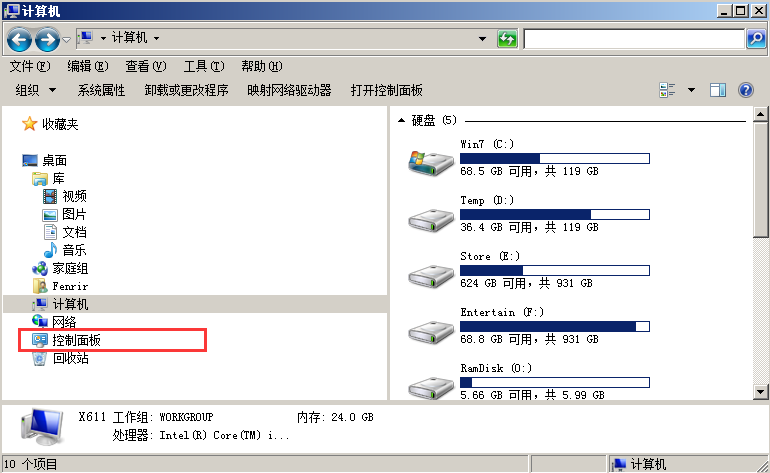 计算机
计算机
文件(F) 编辑(E) 查看(V) 工具(T) 帮助(H)
组织 系统属性 卸载或更改程序 映射网络驱动器 打开控制面板
收藏夹
桌面
库
视频
图片
文档
音乐
家庭组
Fenrir
计算机
网络
控制面板
回收站
硬盘 (5)
Win7 (C:)
68.5 GB 可用，共 119 GB
Temp (D:)
36.4 GB 可用，共 119 GB
Store (E:)
624 GB 可用，共 931 GB
Entertain (F:)
68.8 GB 可用，共 931 GB
RamDisk (O:)
5.66 GB 可用，共 5.99 GB
X611 工作组: WORKGROUP 内存: 24.0 GB
处理器: Intel(R) Core(TM) i...
10 个项目 计算机